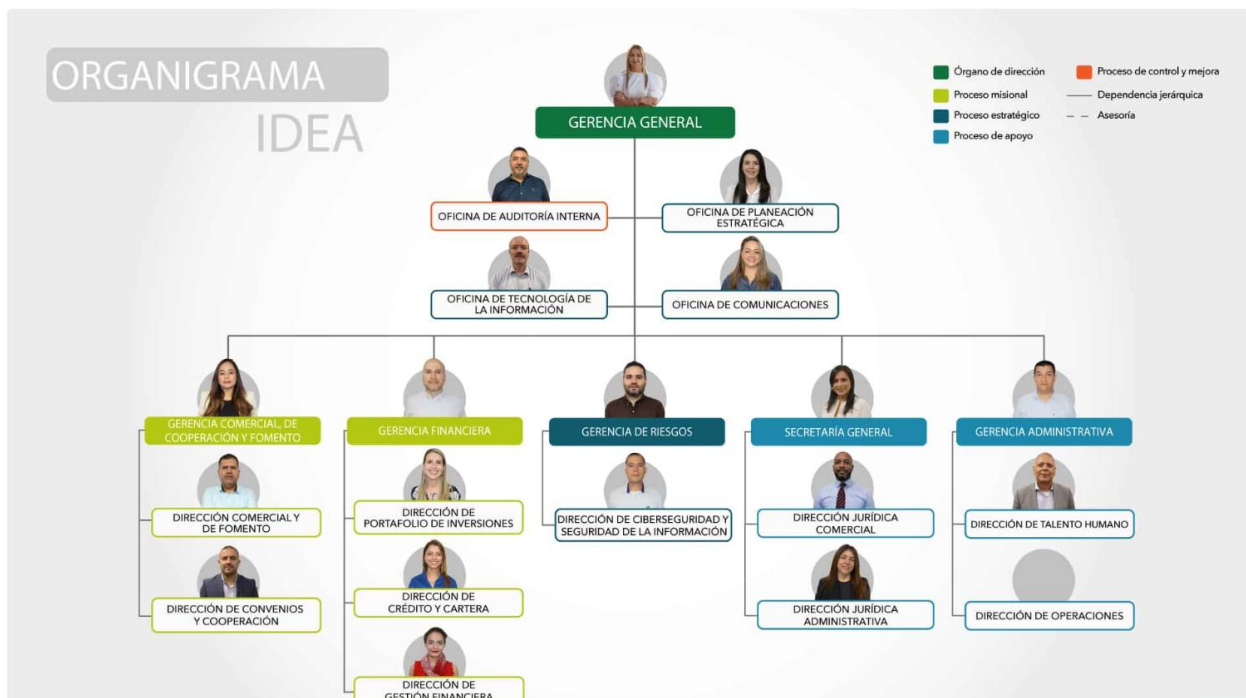 ORGANIGRAMA
IDEA
Órgano de dirección
Proceso misional
Proceso estratégico
Proceso de apoyo
Proceso de control y mejora
Dependencia jerárquica
Asesoría
GERENCIA GENERAL
OFICINA DE AUDITORÍA INTERNA
OFICINA DE PLANEACIÓN
ESTRATÉGICA
OFICINA DE TECNOLOGÍA DE
LA INFORMACIÓN
OFICINA DE COMUNICACIONES
GERENCIA COMERCIAL, DE
COOPERACIÓN Y FOMENTO
DIRECCIÓN COMERCIAL Y
DE FOMENTO
DIRECCIÓN DE CONVENIOS
Y COOPERACIÓN
GERENCIA FINANCIERA
DIRECCIÓN DE
PORTAFOLIO DE INVERSIONES
DIRECCIÓN DE
CRÉDITO Y CARTERA
DIRECCIÓN DE
GESTIÓN FINANCIERA
GERENCIA DE RIESGOS
DIRECCIÓN DE CIBERSEGURIDAD Y
SEGURIDAD DE LA INFORMACIÓN
SECRETARÍA GENERAL
DIRECCIÓN JURÍDICA
COMERCIAL
DIRECCIÓN JURÍDICA
ADMINISTRATIVA
GERENCIA ADMINISTRATIVA
DIRECCIÓN DE TALENTO HUMANO
DIRECCIÓN DE OPERACIONES